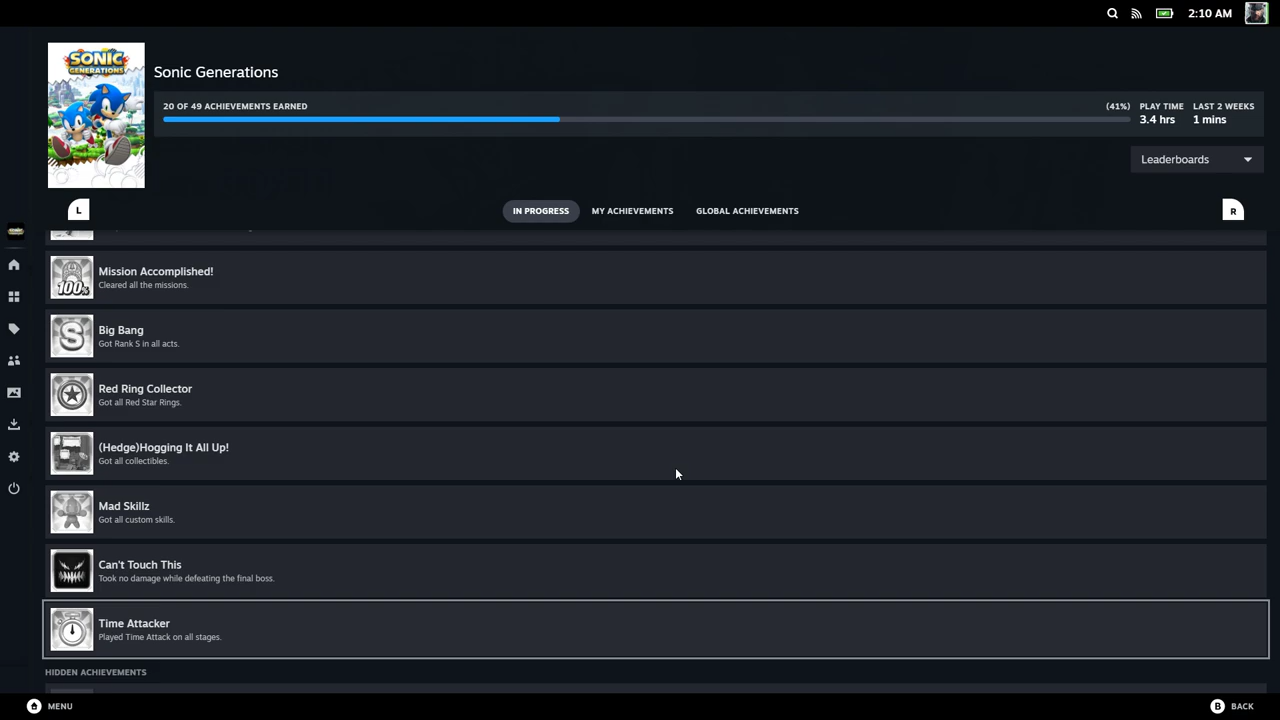 2:10 AM
SONIC
GENERATIONS
Sonic Generations
20 OF 49 ACHIEVEMENTS EARNED
(41%)
PLAY TIME
LAST 2 WEEKS
3.4 hrs
1 mins
Leaderboards
L
IN PROGRESS
MY ACHIEVEMENTS
GLOBAL ACHIEVEMENTS
R
100%
Mission Accomplished!
Cleared all the missions.
S
Big Bang
Got Rank S in all acts.
Red Ring Collector
Got all Red Star Rings.
(Hedge)Hogging It All Up!
Got all collectibles.
Mad Skillz
Got all custom skills.
Can't Touch This
Took no damage while defeating the final boss.
Time Attacker
Played Time Attack on all stages.
HIDDEN ACHIEVEMENTS
MENU
B BACK